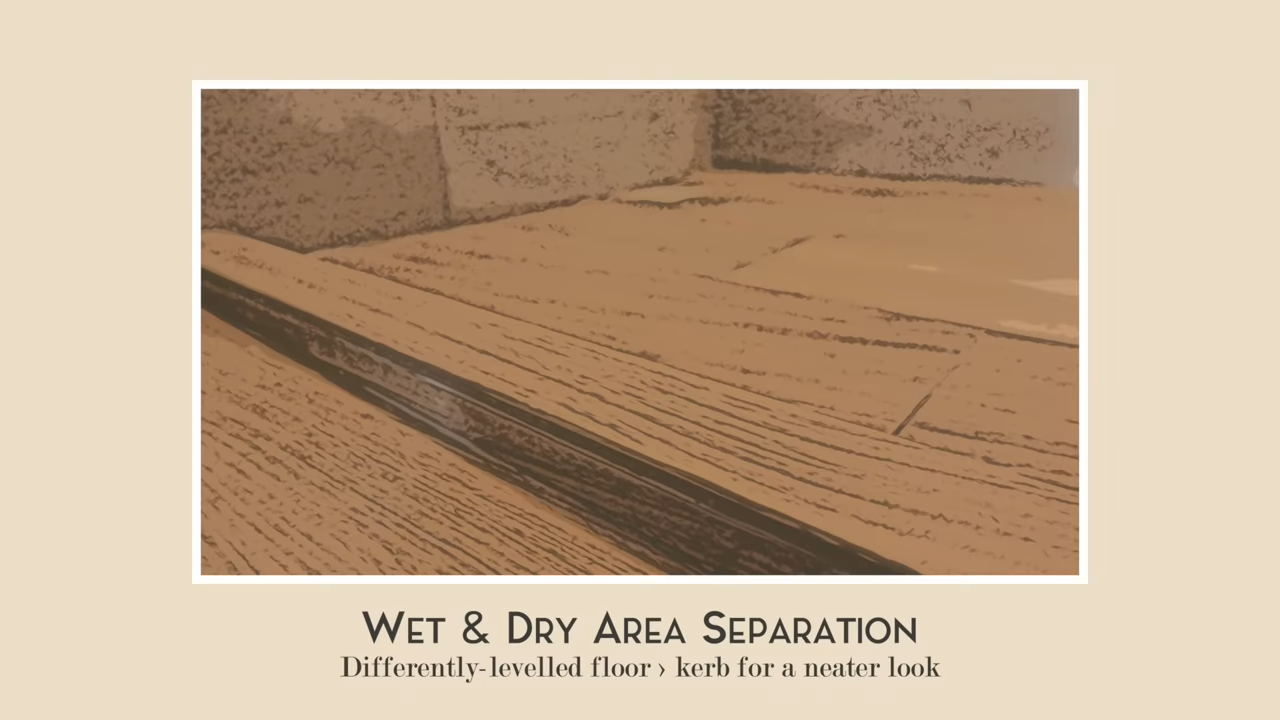 Wet & Dry Area Separation
Differently-levelled floor › kerb for a neater look